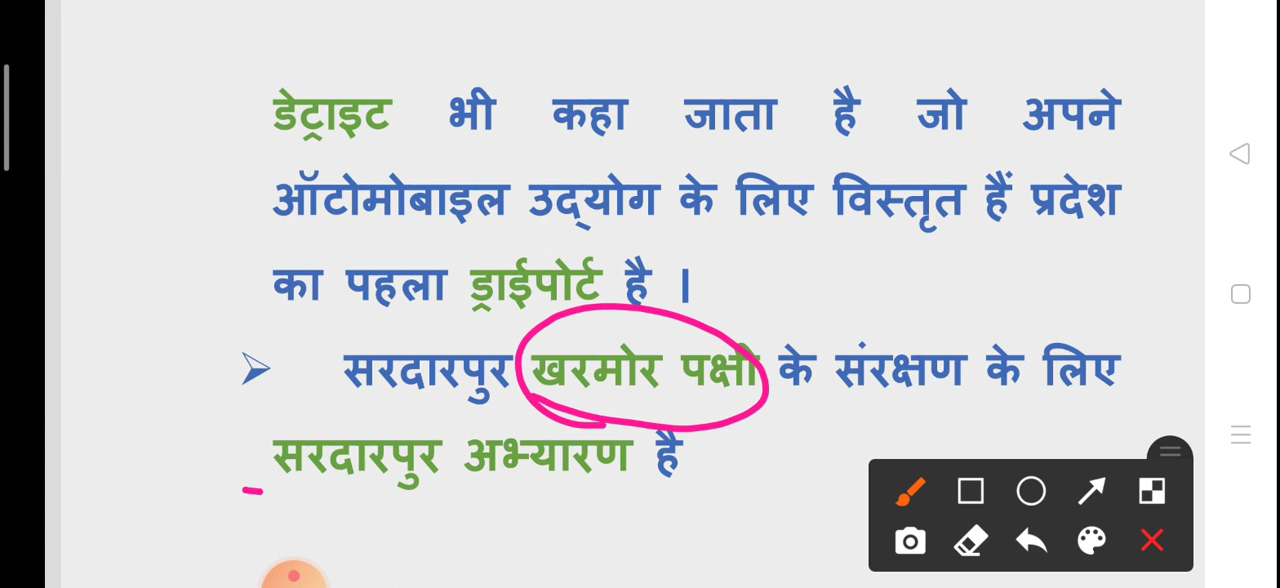 डेट्राइट भी कहा जाता है जो अपने
ऑटोमोबाइल उद्योग के लिए विस्तृत हैं प्रदेश
का पहला ड्राईपोर्ट है ।
➢ सरदारपुर खरमोर पक्षी के संरक्षण के लिए
सरदारपुर अभ्यारण है